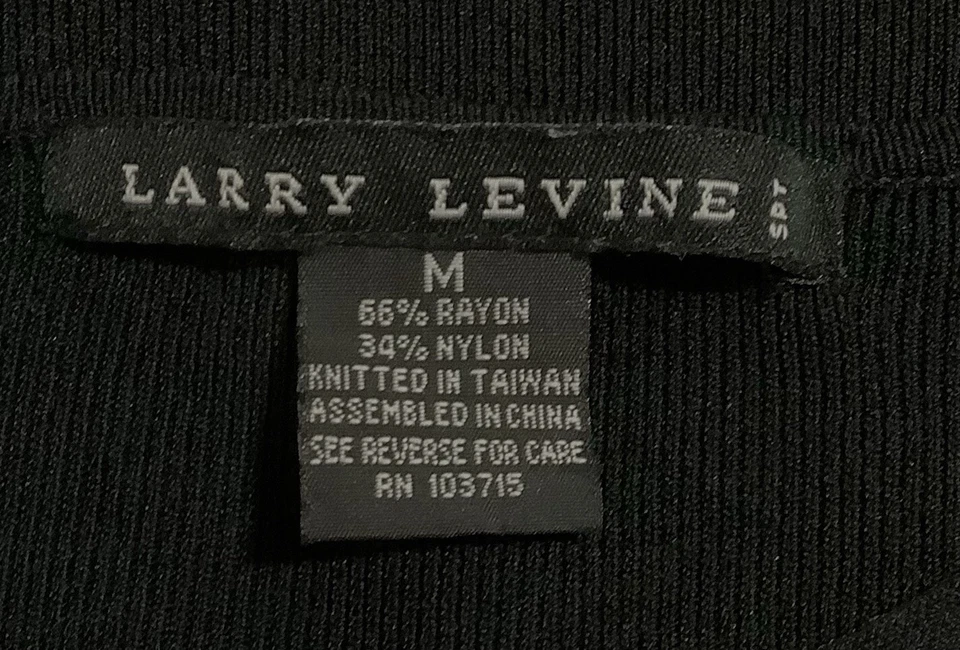 LARRY LEVINE SPT
M
66% RAYON
34% NYLON
KNITTED IN TAIWAN
ASSEMBLED IN CHINA
SEE REVERSE FOR CARE
RN 103715